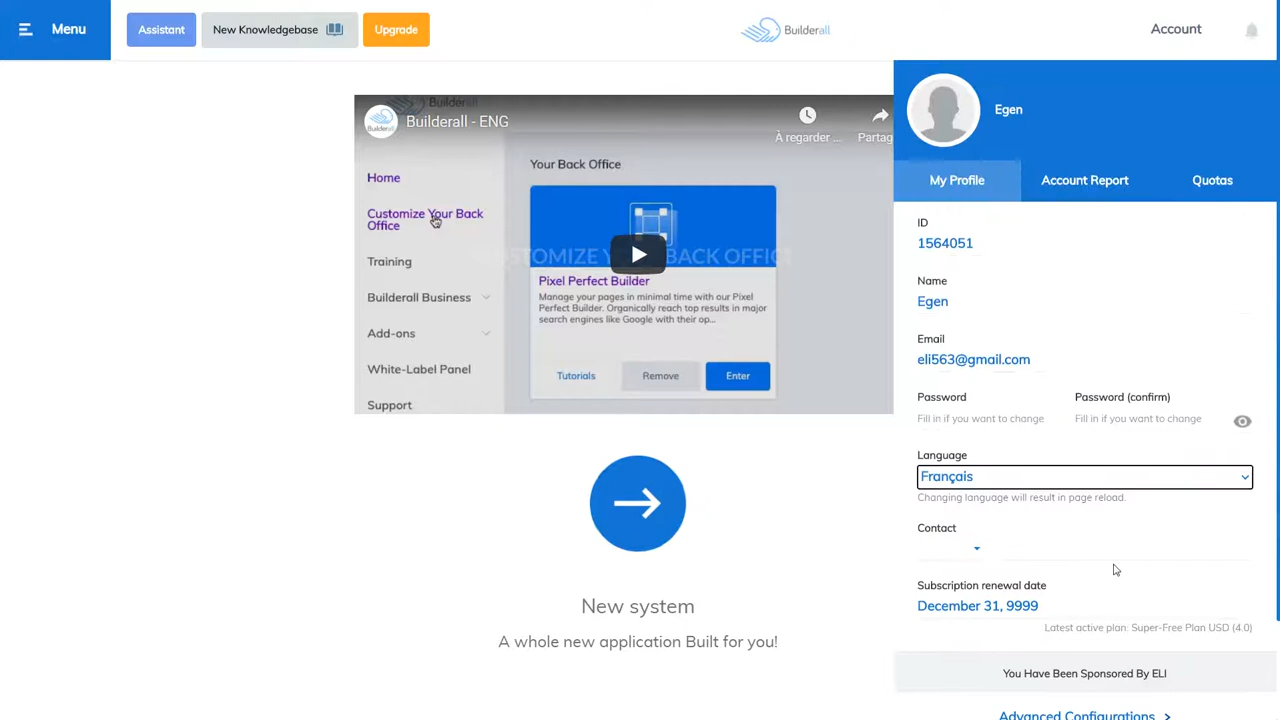 Menu
Assistant
New Knowledgebase
Upgrade
Builderall
Account
Builderall
Builderall - ENG
À regarder ...
Partag
Home
Customize Your Back
Office
Training
Builderall Business
Add-ons
White-Label Panel
Support
Your Back Office
CUSTOMIZE YOUR BACK OFFICE
Pixel Perfect Builder
Manage your pages in minimal time with our Pixel
Perfect Builder. Organically reach top results in major
search engines like Google with their op...
Tutorials
Remove
Enter
New system
A whole new application Built for you!
Egen
My Profile
Account Report
Quotas
ID
1564051
Name
Egen
Email
eli563@gmail.com
Password
Password (confirm)
Fill in if you want to change
Fill in if you want to change
Language
Français
Changing language will result in page reload.
Contact
Subscription renewal date
December 31, 9999
Latest active plan: Super-Free Plan USD (4.0)
You Have Been Sponsored By ELI
Advanced Configurations